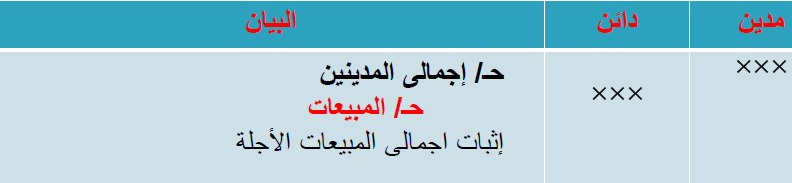 مدين دائن البيان
××× حـ/ إجمالى المدينين
××× حـ/ المبيعات
إثبات اجمالى المبيعات الأجلة